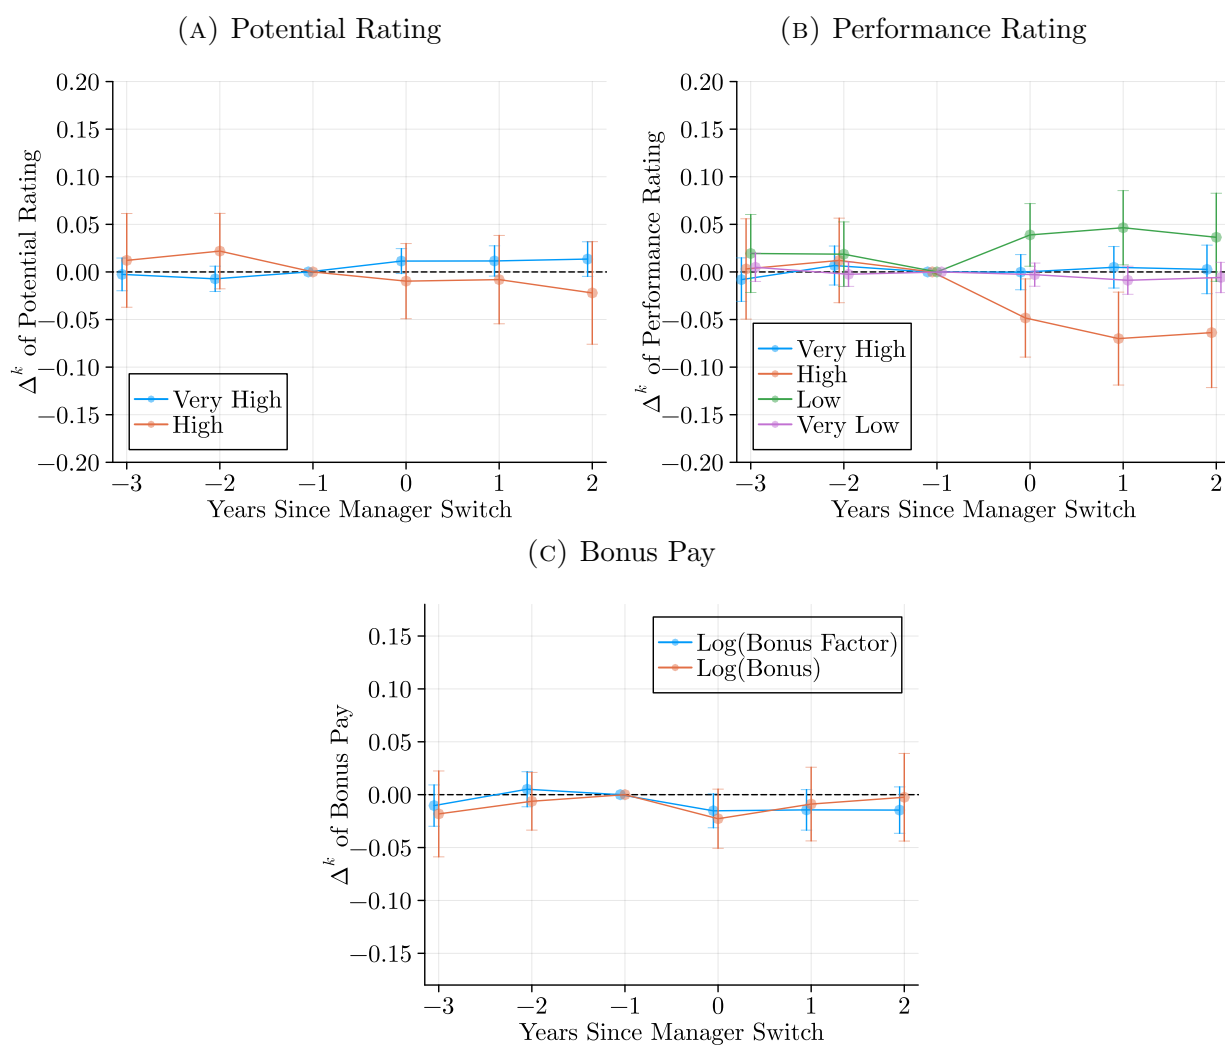 (A) Potential Rating
0.20
0.15
0.10
0.05
0.00
−0.05
−0.10
−0.15
−0.20
Δᵏ of Potential Rating
Very High
High
−3 −2 −1 0 1 2
Years Since Manager Switch
(B) Performance Rating
0.20
0.15
0.10
0.05
0.00
−0.05
−0.10
−0.15
−0.20
Δᵏ of Performance Rating
Very High
High
Low
Very Low
−3 −2 −1 0 1 2
Years Since Manager Switch
(C) Bonus Pay
0.15
0.10
0.05
0.00
−0.05
−0.10
−0.15
Δᵏ of Bonus Pay
Log(Bonus Factor)
Log(Bonus)
−3 −2 −1 0 1 2
Years Since Manager Switch